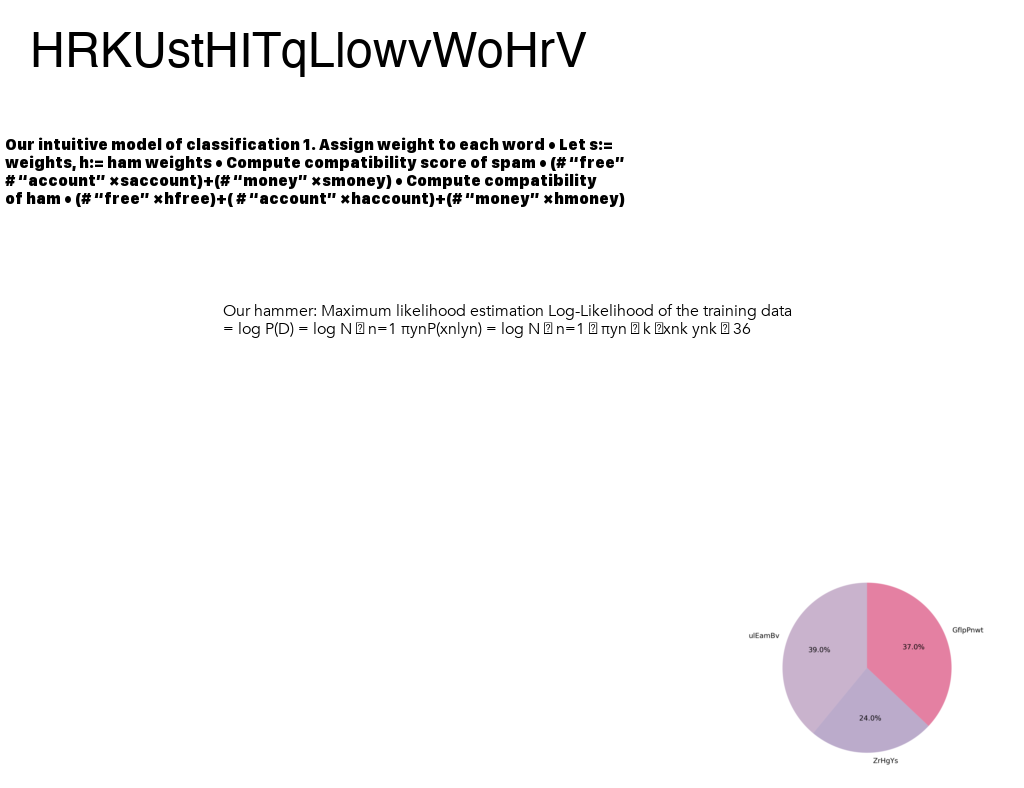 HRKUstHITqLlowvWoHrV
Our intuitive model of classification 1. Assign weight to each word • Let s:=
weights, h:= ham weights • Compute compatibility score of spam • (# “free”
# “account” ×saccount)+(# “money” ×smoney) • Compute compatibility
of ham • (# “free” ×hfree)+( # “account” ×haccount)+(# “money” ×hmoney)
Our hammer: Maximum likelihood estimation Log-Likelihood of the training data
= log P(D) = log N � n=1 πynP(xn|yn) = log N � n=1 � πyn � k �xnk ynk � 36
ulEamBv
GflpPnwt
39.0%
37.0%
24.0%
ZrHgYs